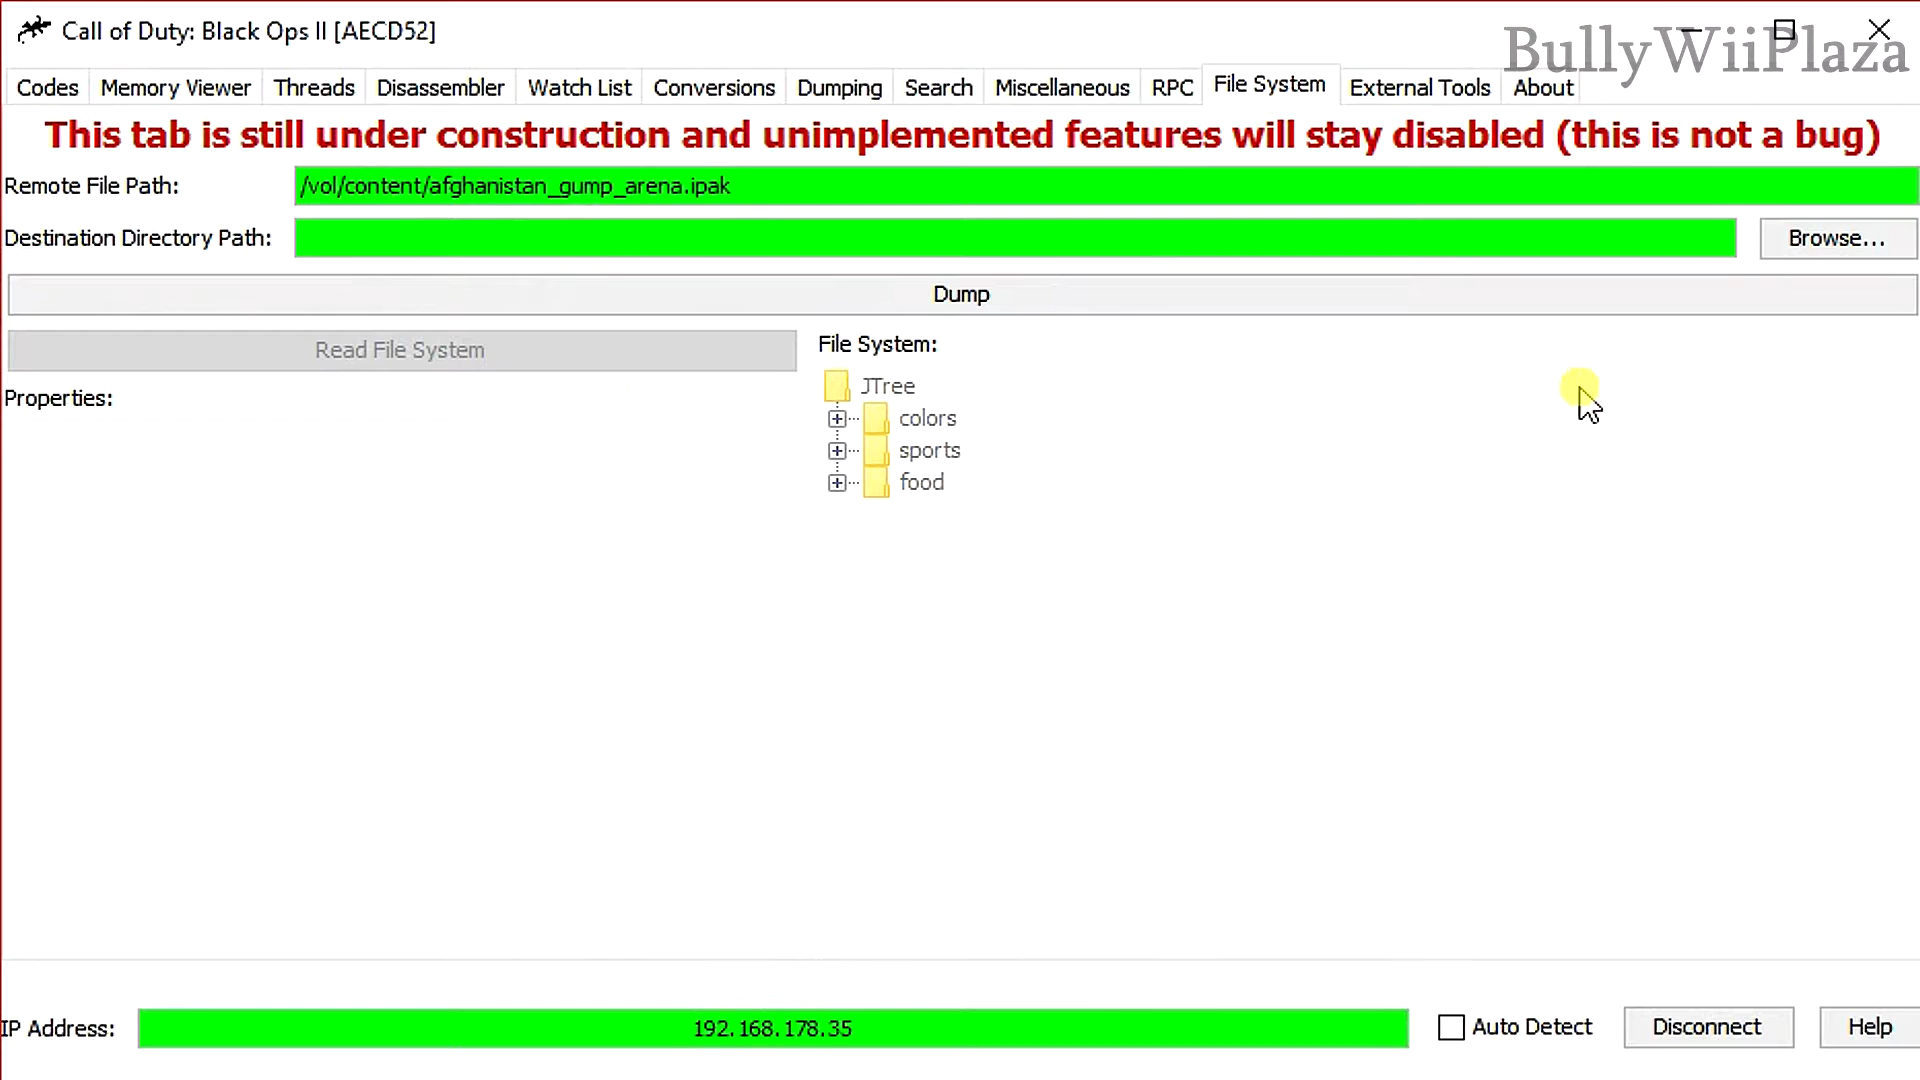 Call of Duty: Black Ops II [AECD52]
BullyWiiPlaza
Codes Memory Viewer Threads Disassembler Watch List Conversions Dumping Search Miscellaneous RPC File System External Tools About
This tab is still under construction and unimplemented features will stay disabled (this is not a bug)
Remote File Path: /vol/content/afghanistan_gump_arena.ipak
Destination Directory Path: Browse...
Dump
Read File System
File System:
Properties:
JTree
colors
sports
food
IP Address: 192.168.178.35 Auto Detect Disconnect Help